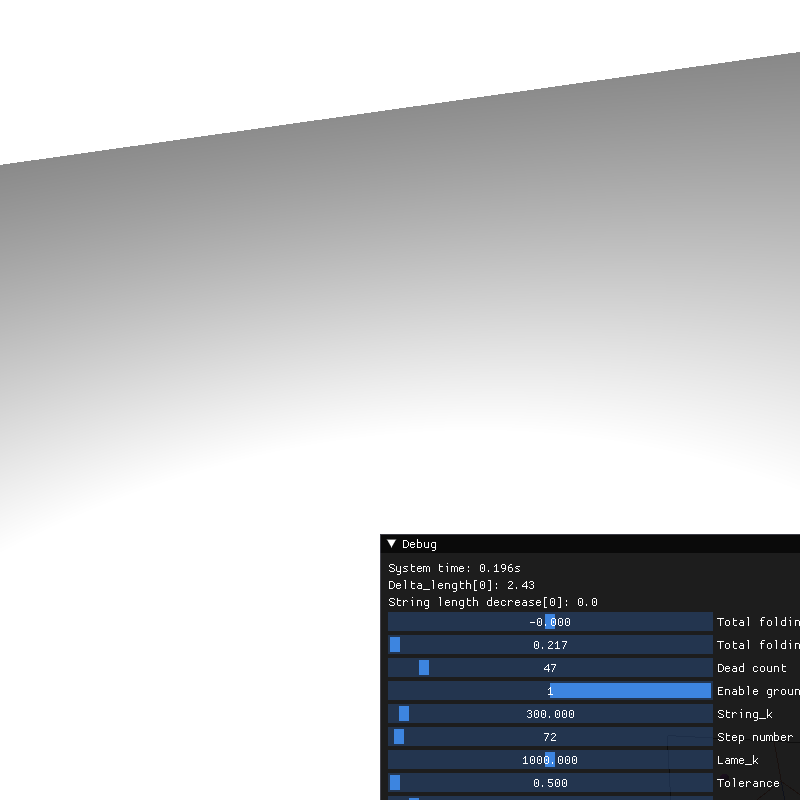 Debug
System time: 0.196s
Delta_length[0]: 2.43
String length decrease[0]: 0.0
-0.000 Total foldin
0.217 Total foldin
47 Dead count
1 Enable groun
300.000 String_k
72 Step number
1000.000 Lame_k
0.500 Tolerance